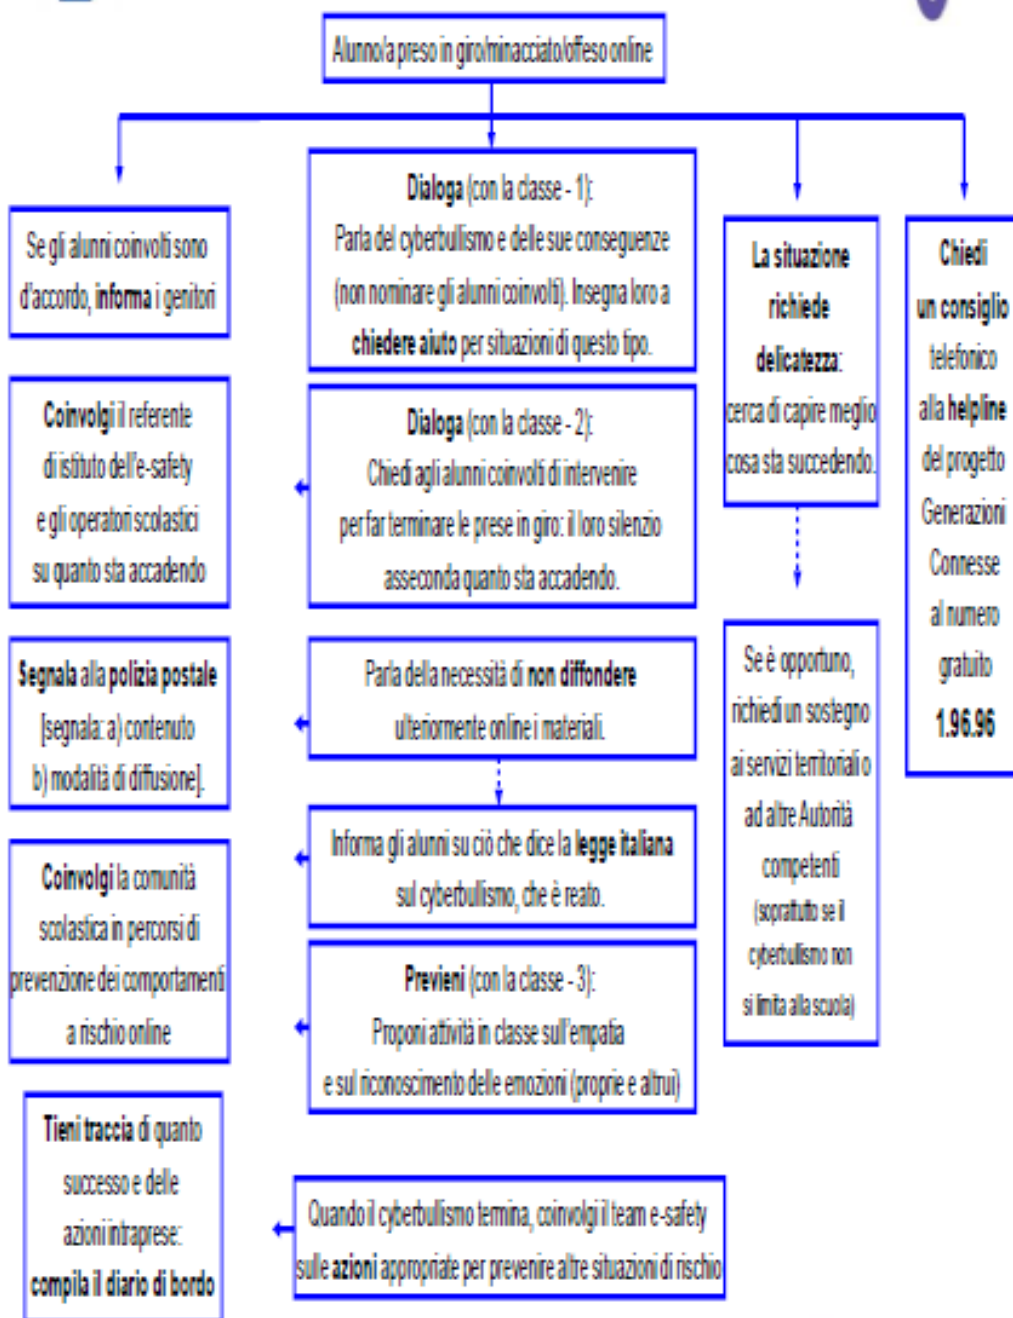 Alunno/a preso in giro/minacciato/offeso online
Se gli alunni coinvolti sono
d'accordo, informa i genitori
Coinvolgi il referente
di istituto dell'e-safety
e gli operatori scolastici
su quanto sta accadendo
Segnala alla polizia postale
[segnala: a) contenuto
b) modalità di diffusione].
Coinvolgi la comunità
scolastica in percorsi di
prevenzione dei comportamenti
a rischio online
Tieni traccia di quanto
successo e delle
azioni intraprese:
compila il diario di bordo
Dialoga (con la classe - 1):
Parla del cyberbullismo e delle sue conseguenze
(non nominare gli alunni coinvolti). Insegna loro a
chiedere aiuto per situazioni di questo tipo.
Dialoga (con la classe - 2):
Chiedi agli alunni coinvolti di intervenire
per far terminare le prese in giro: il loro silenzio
asseconda quanto sta accadendo.
Parla della necessità di non diffondere
ulteriormente online i materiali.
Informa gli alunni su ciò che dice la legge italiana
sul cyberbullismo, che è reato.
Previeni (con la classe - 3):
Proponi attività in classe sull'empatia
e sul riconoscimento delle emozioni (proprie e altrui)
Quando il cyberbullismo termina, coinvolgi il team e-safety
sulle azioni appropriate per prevenire altre situazioni di rischio
La situazione
richiede
delicatezza:
cerca di capire meglio
cosa sta succedendo.
Se è opportuno,
richiedi un sostegno
ai servizi territoriali o
ad altre Autorità
competenti
(soprattutto se il
cyberbullismo non
si limita alla scuola)
Chiedi
un consiglio
telefonico
alla helpline
del progetto
Generazioni
Connesse
al numero
gratuito
1.96.96